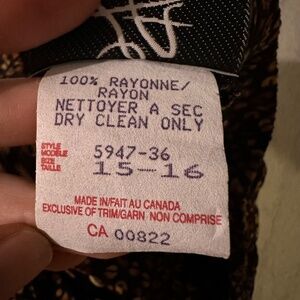 100% RAYONNE/
RAYON
NETTOYER A SEC
DRY CLEAN ONLY
STYLE
MODÈLE
5947-36
SIZE
TAILLE
15-16
MADE IN/FAIT AU CANADA
EXCLUSIVE OF TRIM/GARN NON COMPRISE
CA 00822